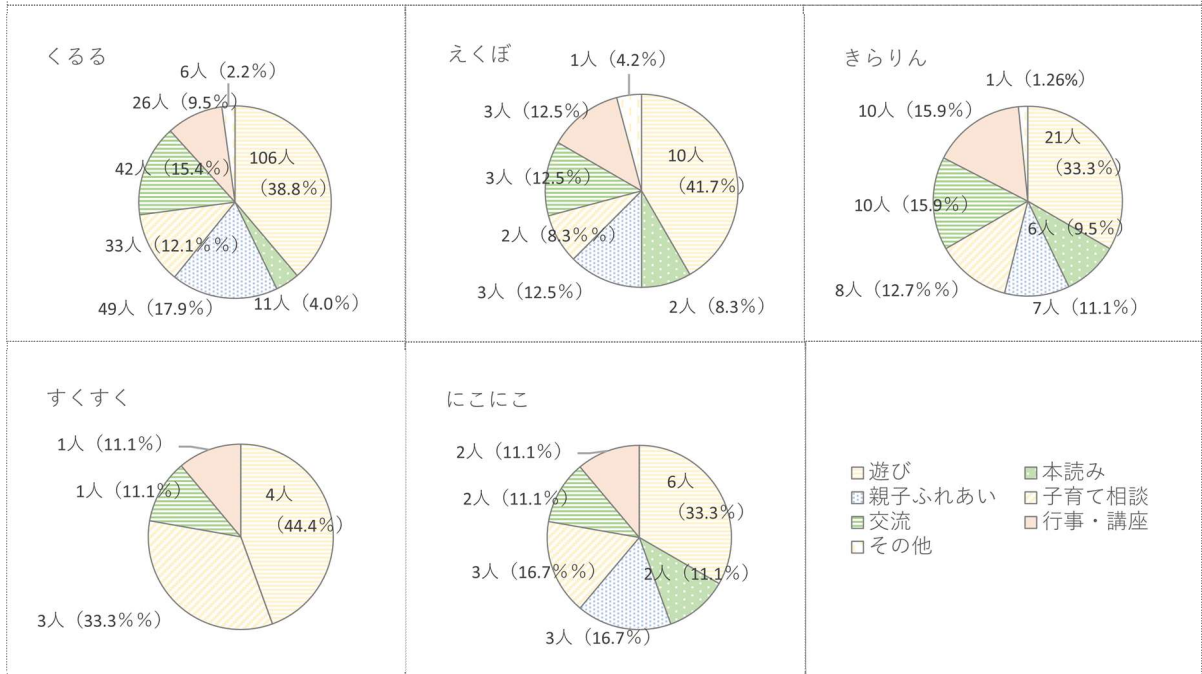 くるる
6人（2.2%）
26人（9.5%）
42人（15.4%）
106人
（38.8%）
33人（12.1%%）
49人（17.9%）
11人（4.0%）
えくぼ
1人（4.2%）
3人（12.5%）
3人（12.5%）
10人
（41.7%）
2人（8.3%%）
3人（12.5%）
2人（8.3%）
きらりん
1人（1.26%）
10人（15.9%）
21人
（33.3%）
10人（15.9%）
6人（9.5%）
8人（12.7%%）
7人（11.1%）
すくすく
1人（11.1%）
1人（11.1%）
4人
（44.4%）
3人（33.3%%）
にこにこ
2人（11.1%）
2人（11.1%）
6人
（33.3%）
3人（16.7%%）
2人（11.1%）
3人（16.7%）
遊び
本読み
親子ふれあい
子育て相談
交流
行事・講座
その他